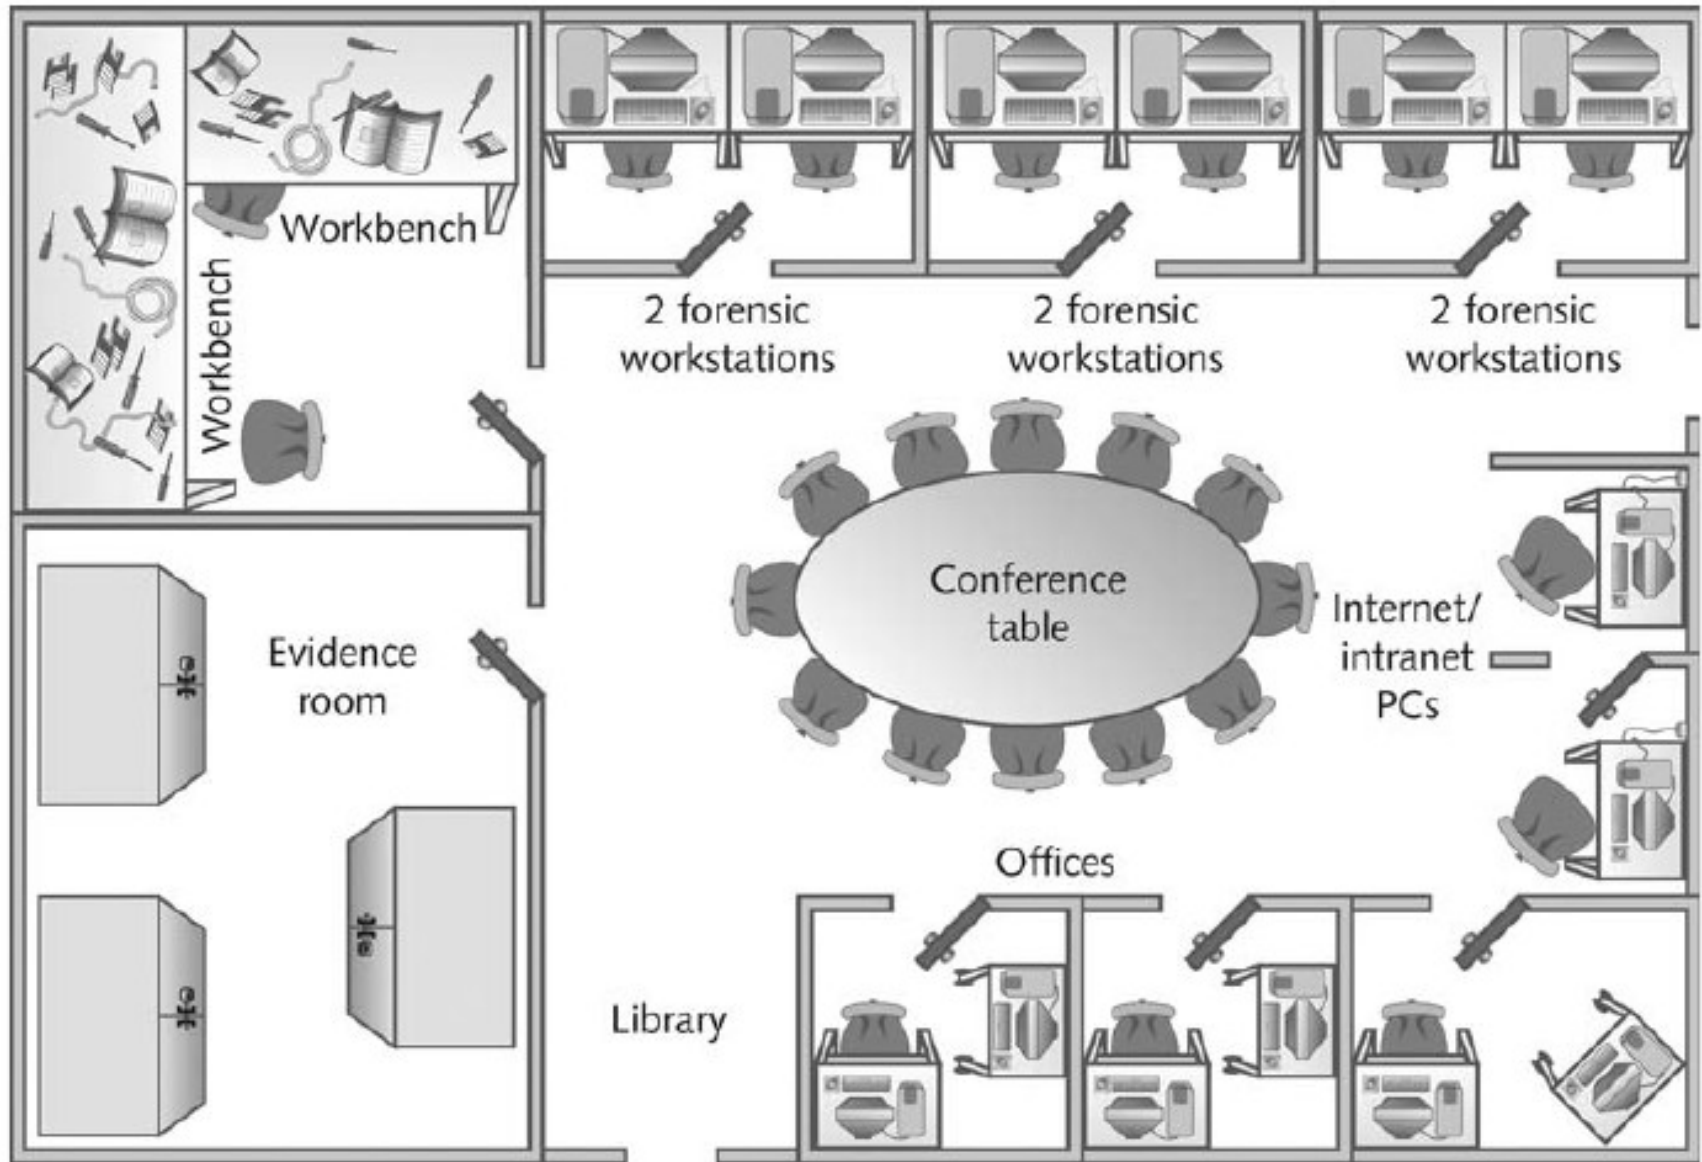 Workbench
Workbench
2 forensic
workstations
2 forensic
workstations
2 forensic
workstations
Conference
table
Internet/
intranet
PCs
Evidence
room
Offices
Library